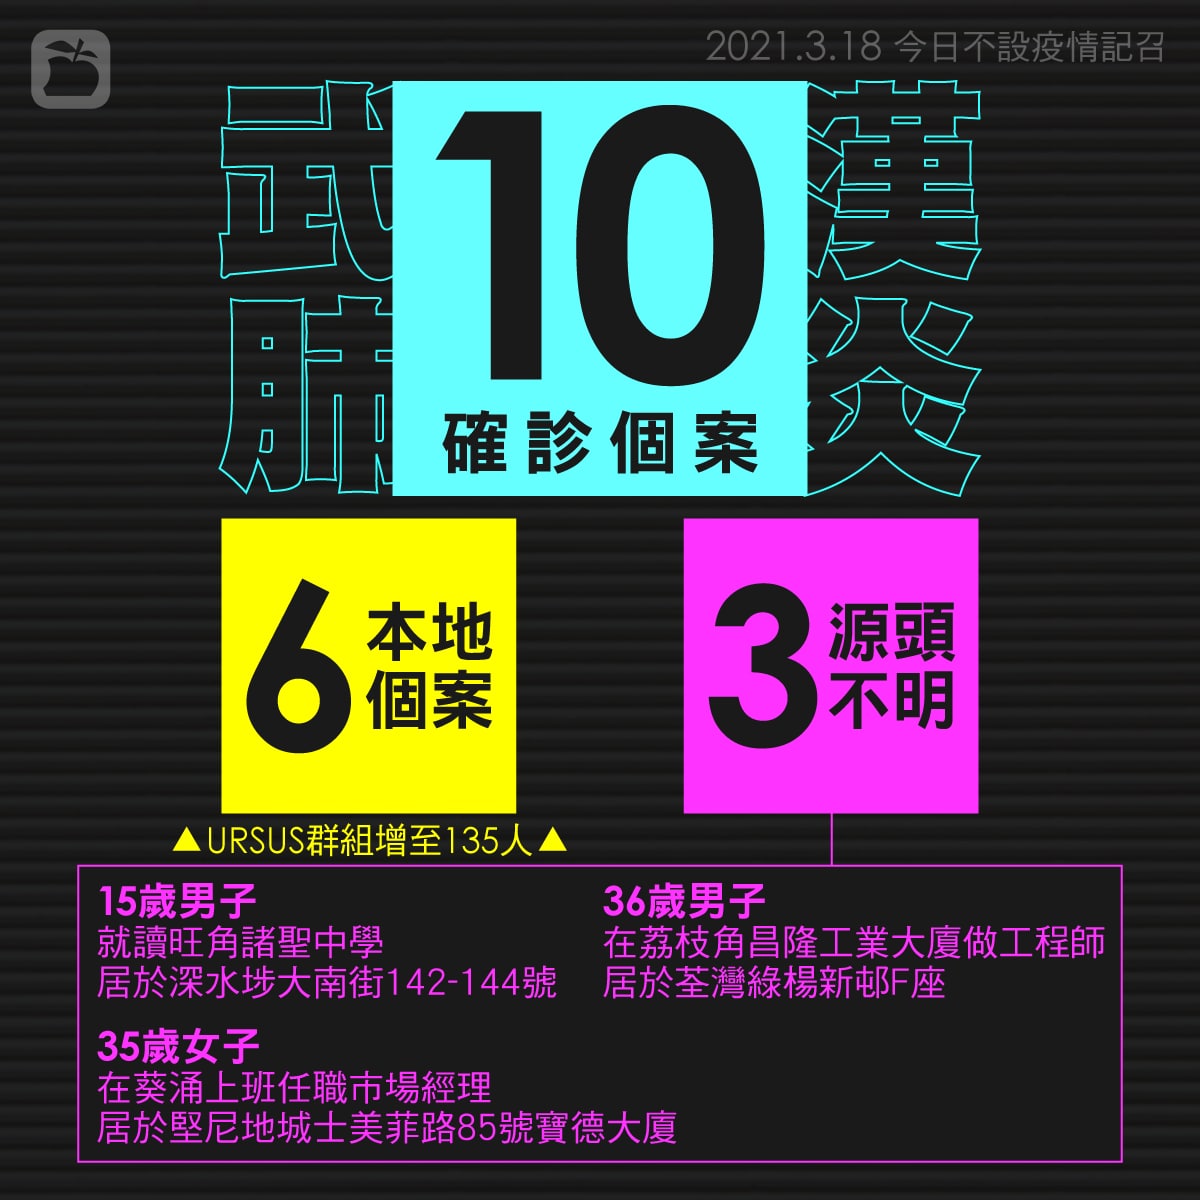 2021.3.18 今日不設疫情記召
武漢
肺炎
10
確診個案
6
本地
個案
3
源頭
不明
▲URSUS群組增至135人▲
15歲男子
就讀旺角諸聖中學
居於深水埗大南街142-144號
36歲男子
在荔枝角昌隆工業大廈做工程師
居於荃灣綠楊新邨F座
35歲女子
在葵涌上班任職市場經理
居於堅尼地城士美菲路85號寶德大廈